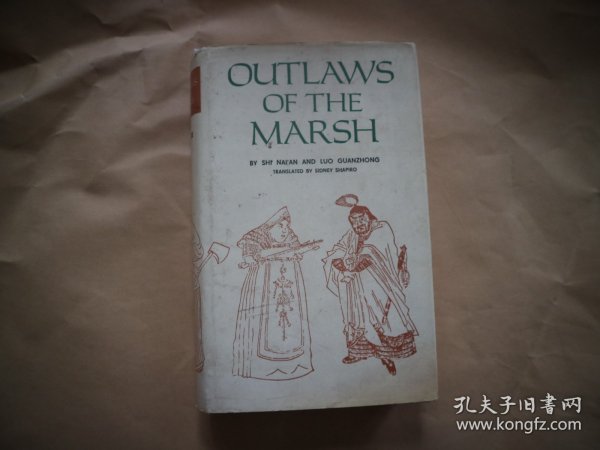 OUTLAWS
OF THE
MARSH
BY SHI NAI'AN AND LUO GUANZHONG
TRANSLATED BY SIDNEY SHAPIRO
孔夫子旧書网
www.kongfz.com